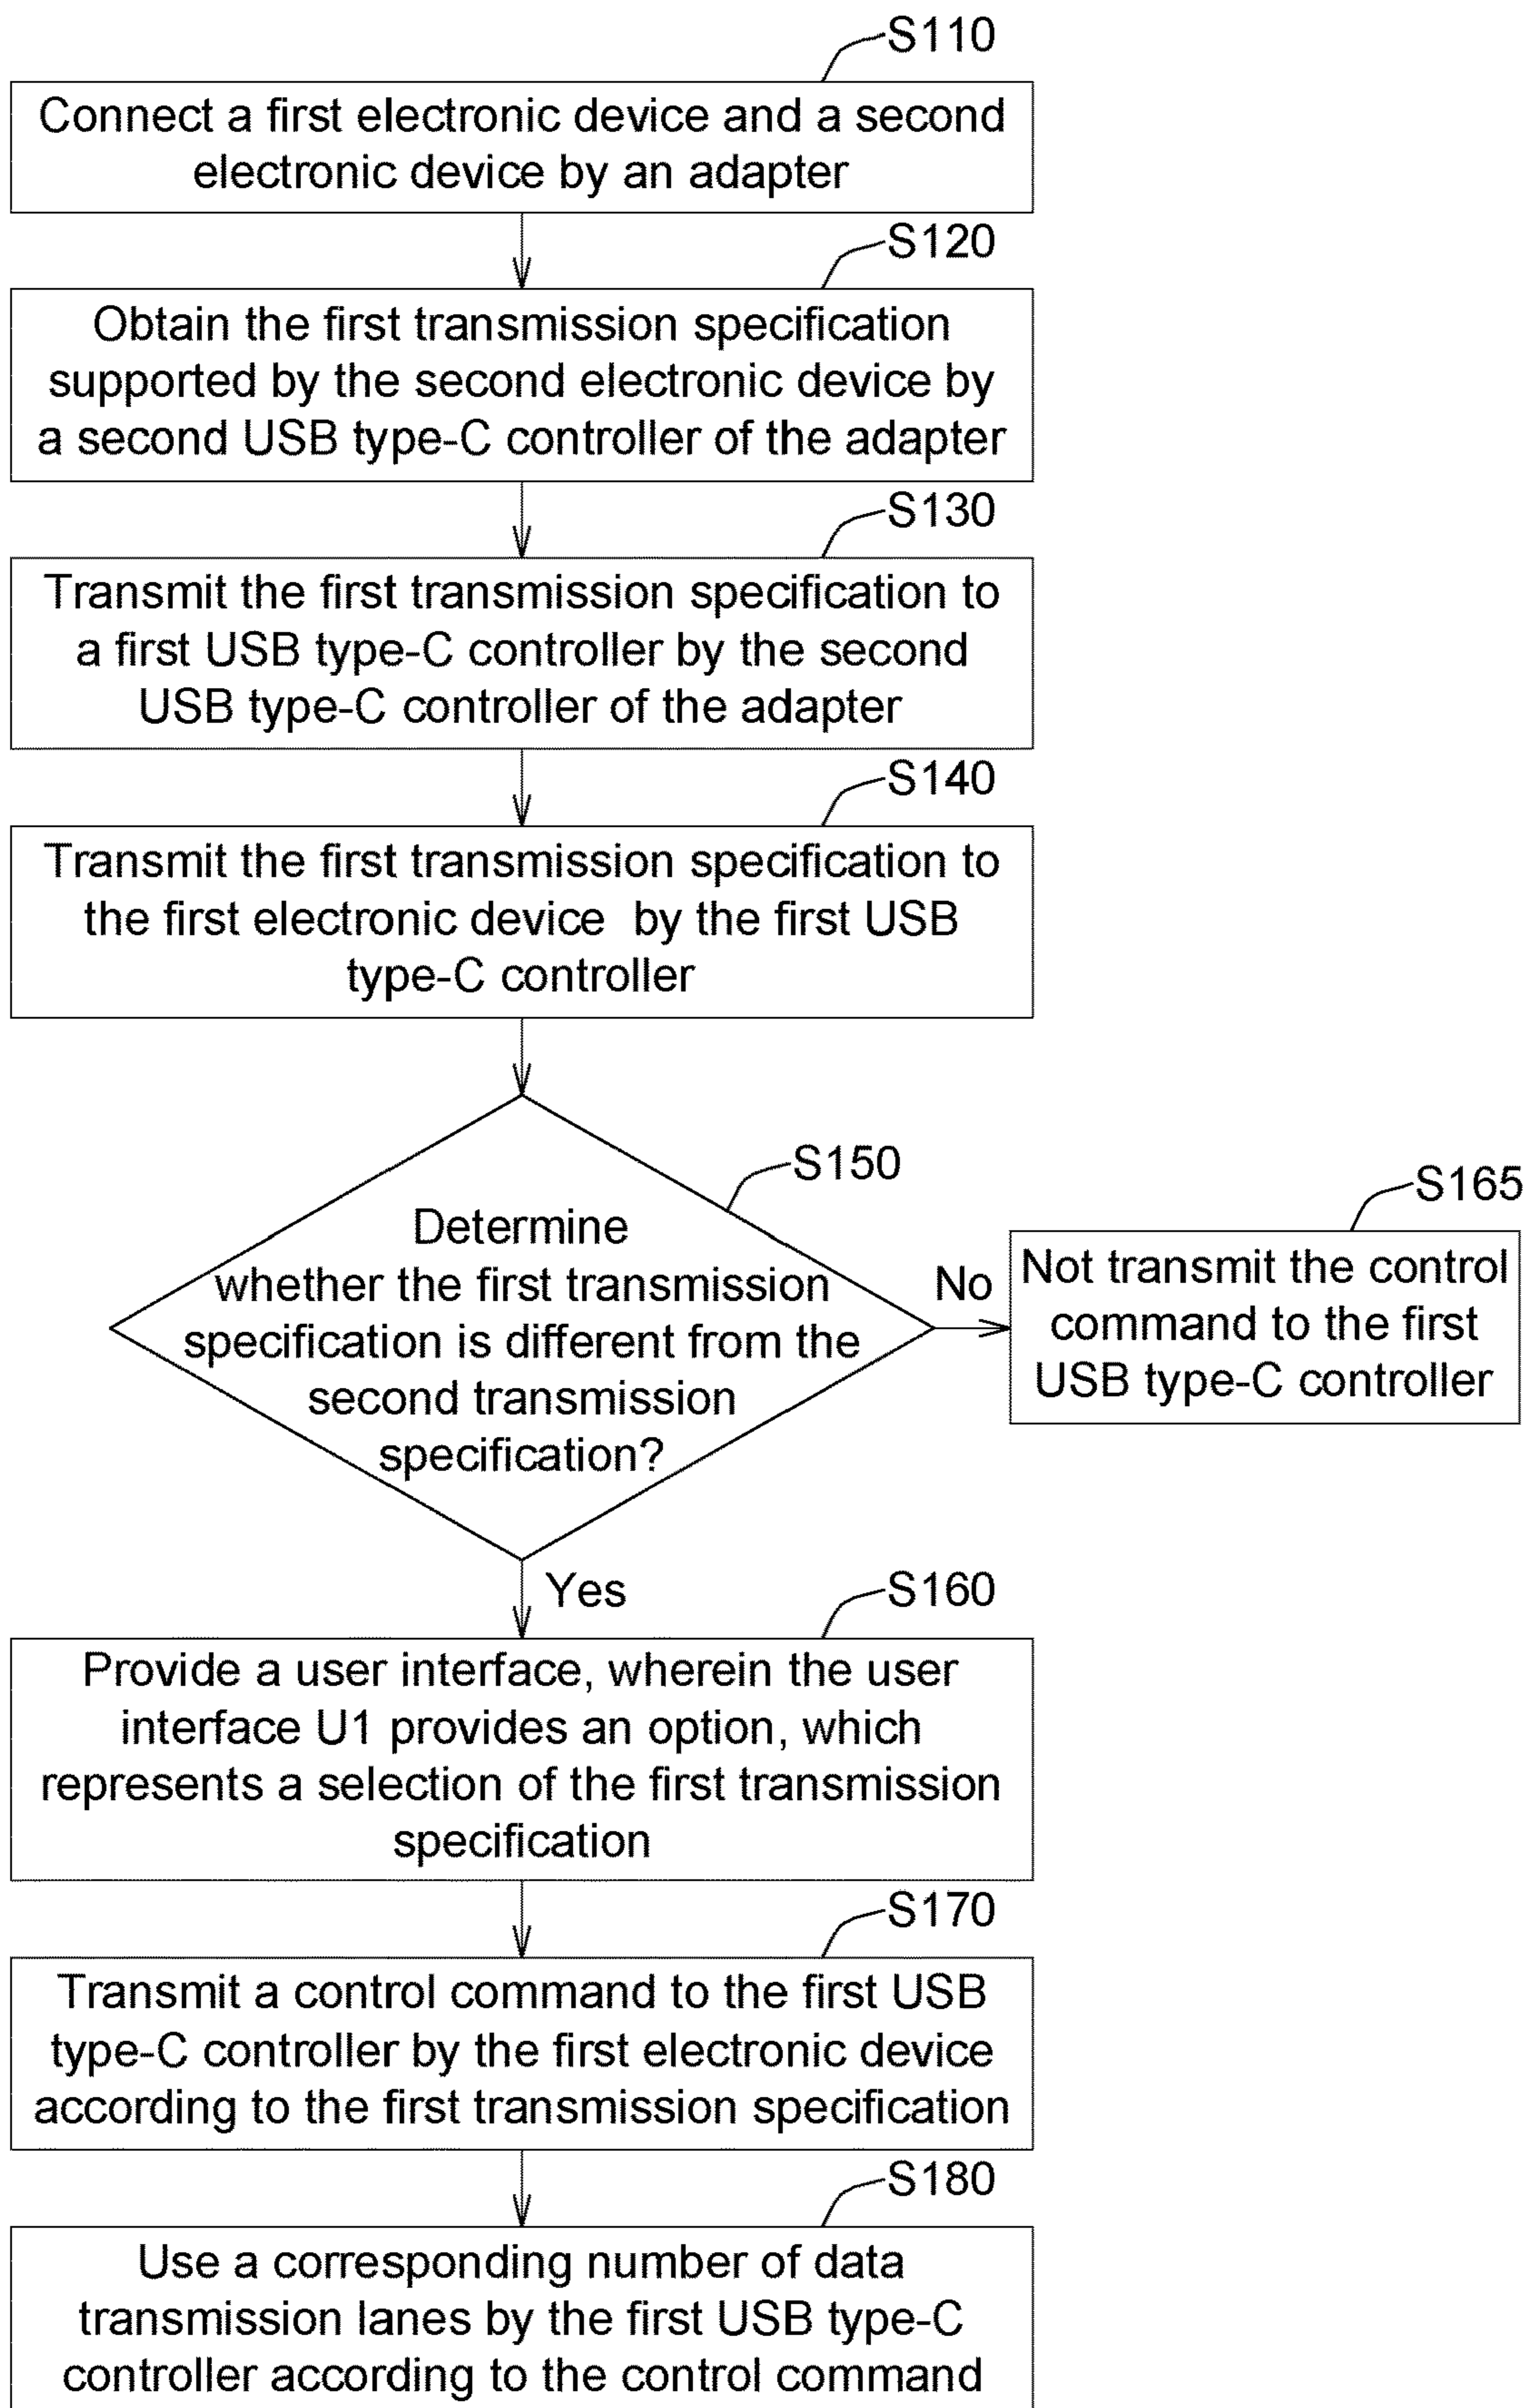 S110
Connect a first electronic device and a second
electronic device by an adapter
S120
Obtain the first transmission specification
supported by the second electronic device by
a second USB type-C controller of the adapter
S130
Transmit the first transmission specification to
a first USB type-C controller by the second
USB type-C controller of the adapter
S140
Transmit the first transmission specification to
the first electronic device by the first USB
type-C controller
S150
Determine
whether the first transmission
specification is different from the
second transmission
specification?
No
S165
Not transmit the control
command to the first
USB type-C controller
Yes
S160
Provide a user interface, wherein the user
interface U1 provides an option, which
represents a selection of the first transmission
specification
S170
Transmit a control command to the first USB
type-C controller by the first electronic device
according to the first transmission specification
S180
Use a corresponding number of data
transmission lanes by the first USB type-C
controller according to the control command